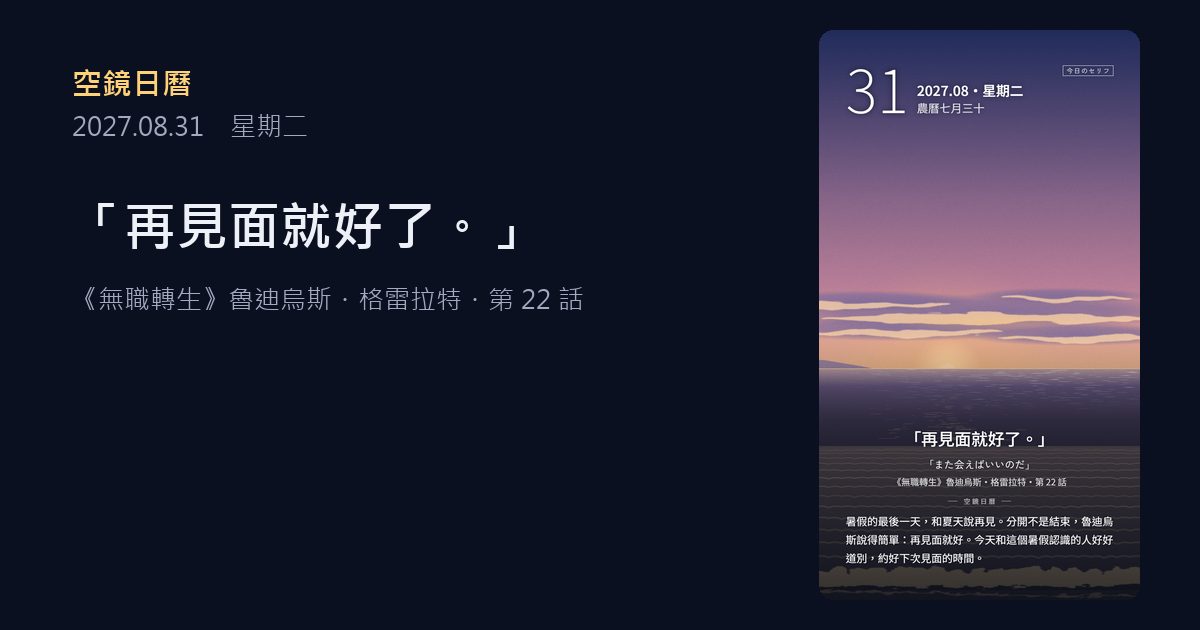 空鏡日曆
2027.08.31 星期二
「再見面就好了。」
《無職轉生》魯迪烏斯・格雷拉特・第 22 話
31
2027.08・星期二
農曆七月三十
今日のセリフ
「再見面就好了。」
「また会えばいいのだ」
《無職轉生》魯迪烏斯・格雷拉特・第 22 話
空鏡日曆
暑假的最後一天，和夏天說再見。分開不是結束，魯迪烏
斯說得簡單：再見面就好。今天和這個暑假認識的人好好
道別，約好下次見面的時間。